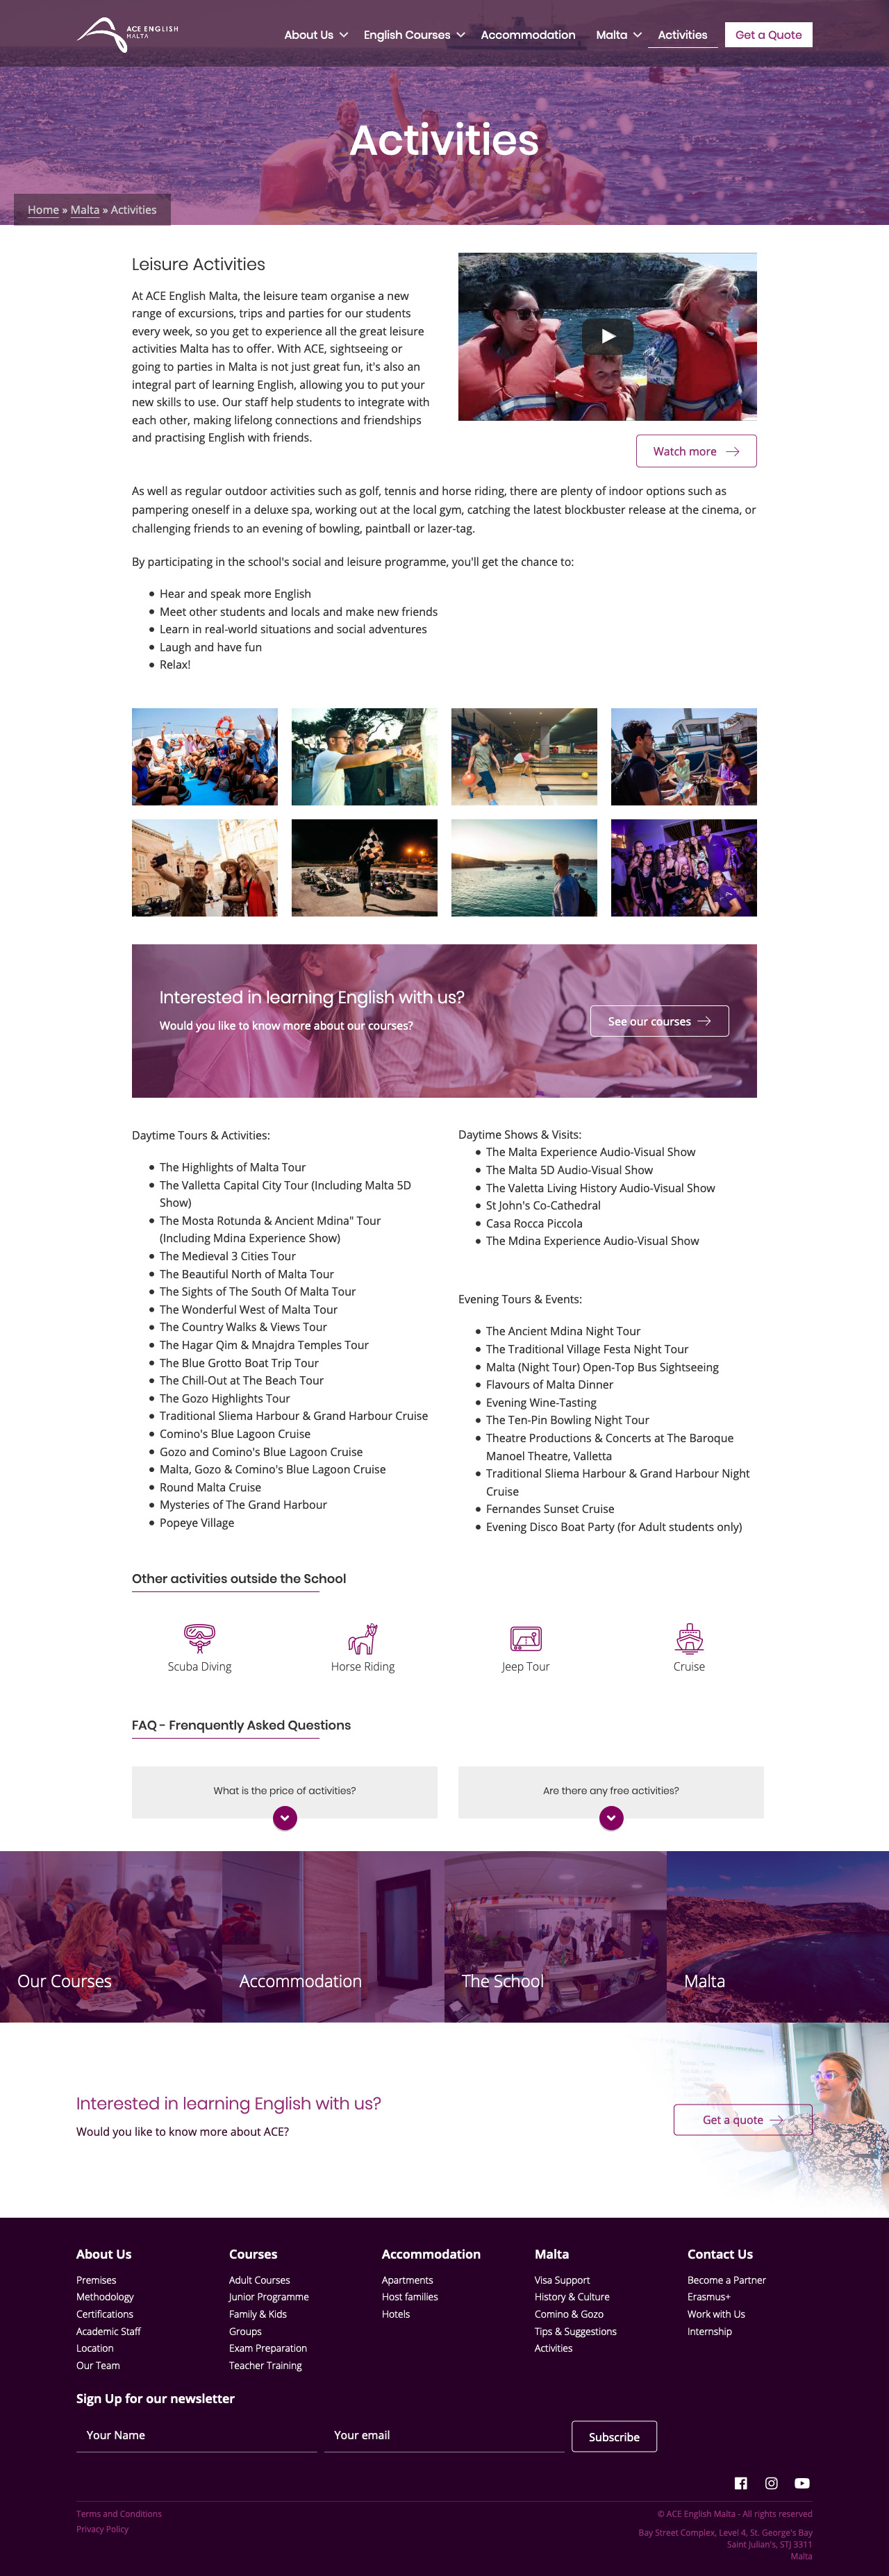 ACE ENGLISH
MALTA
About Us
English Courses
Accommodation
Malta
Activities
Get a Quote
Activities
Home » Malta » Activities
Leisure Activities
At ACE English Malta, the leisure team organise a new
range of excursions, trips and parties for our students
every week, so you get to experience all the great leisure
activities Malta has to offer. With ACE, sightseeing or
going to parties in Malta is not just great fun, it's also an
integral part of learning English, allowing you to put your
new skills to use. Our staff help students to integrate with
each other, making lifelong connections and friendships
and practising English with friends.
Watch more
As well as regular outdoor activities such as golf, tennis and horse riding, there are plenty of indoor options such as
pampering oneself in a deluxe spa, working out at the local gym, catching the latest blockbuster release at the cinema, or
challenging friends to an evening of bowling, paintball or lazer-tag.
By participating in the school's social and leisure programme, you'll get the chance to:
Hear and speak more English
Meet other students and locals and make new friends
Learn in real-world situations and social adventures
Laugh and have fun
Relax!
Interested in learning English with us?
Would you like to know more about our courses?
See our courses
Daytime Tours & Activities:
The Highlights of Malta Tour
The Valletta Capital City Tour (Including Malta 5D
Show)
The Mosta Rotunda & Ancient Mdina" Tour
(Including Mdina Experience Show)
The Medieval 3 Cities Tour
The Beautiful North of Malta Tour
The Sights of The South Of Malta Tour
The Wonderful West of Malta Tour
The Country Walks & Views Tour
The Hagar Qim & Mnajdra Temples Tour
The Blue Grotto Boat Trip Tour
The Chill-Out at The Beach Tour
The Gozo Highlights Tour
Traditional Sliema Harbour & Grand Harbour Cruise
Comino's Blue Lagoon Cruise
Gozo and Comino's Blue Lagoon Cruise
Malta, Gozo & Comino's Blue Lagoon Cruise
Round Malta Cruise
Mysteries of The Grand Harbour
Popeye Village
Daytime Shows & Visits:
The Malta Experience Audio-Visual Show
The Malta 5D Audio-Visual Show
The Valetta Living History Audio-Visual Show
St John's Co-Cathedral
Casa Rocca Piccola
The Mdina Experience Audio-Visual Show
Evening Tours & Events:
The Ancient Mdina Night Tour
The Traditional Village Festa Night Tour
Malta (Night Tour) Open-Top Bus Sightseeing
Flavours of Malta Dinner
Evening Wine-Tasting
The Ten-Pin Bowling Night Tour
Theatre Productions & Concerts at The Baroque
Manoel Theatre, Valletta
Traditional Sliema Harbour & Grand Harbour Night
Cruise
Fernandes Sunset Cruise
Evening Disco Boat Party (for Adult students only)
Other activities outside the School
Scuba Diving
Horse Riding
Jeep Tour
Cruise
FAQ - Frenquently Asked Questions
What is the price of activities?
Are there any free activities?
Our Courses
Accommodation
The School
Malta
Interested in learning English with us?
Would you like to know more about ACE?
Get a quote
About Us
Premises
Methodology
Certifications
Academic Staff
Location
Our Team
Courses
Adult Courses
Junior Programme
Family & Kids
Groups
Exam Preparation
Teacher Training
Accommodation
Apartments
Host families
Hotels
Malta
Visa Support
History & Culture
Comino & Gozo
Tips & Suggestions
Activities
Contact Us
Become a Partner
Erasmus+
Work with Us
Internship
Sign Up for our newsletter
Your Name
Your email
Subscribe
Terms and Conditions
Privacy Policy
© ACE English Malta - All rights reserved
Bay Street Complex, Level 4, St. George's Bay
Saint Julian's, STJ 3311
Malta